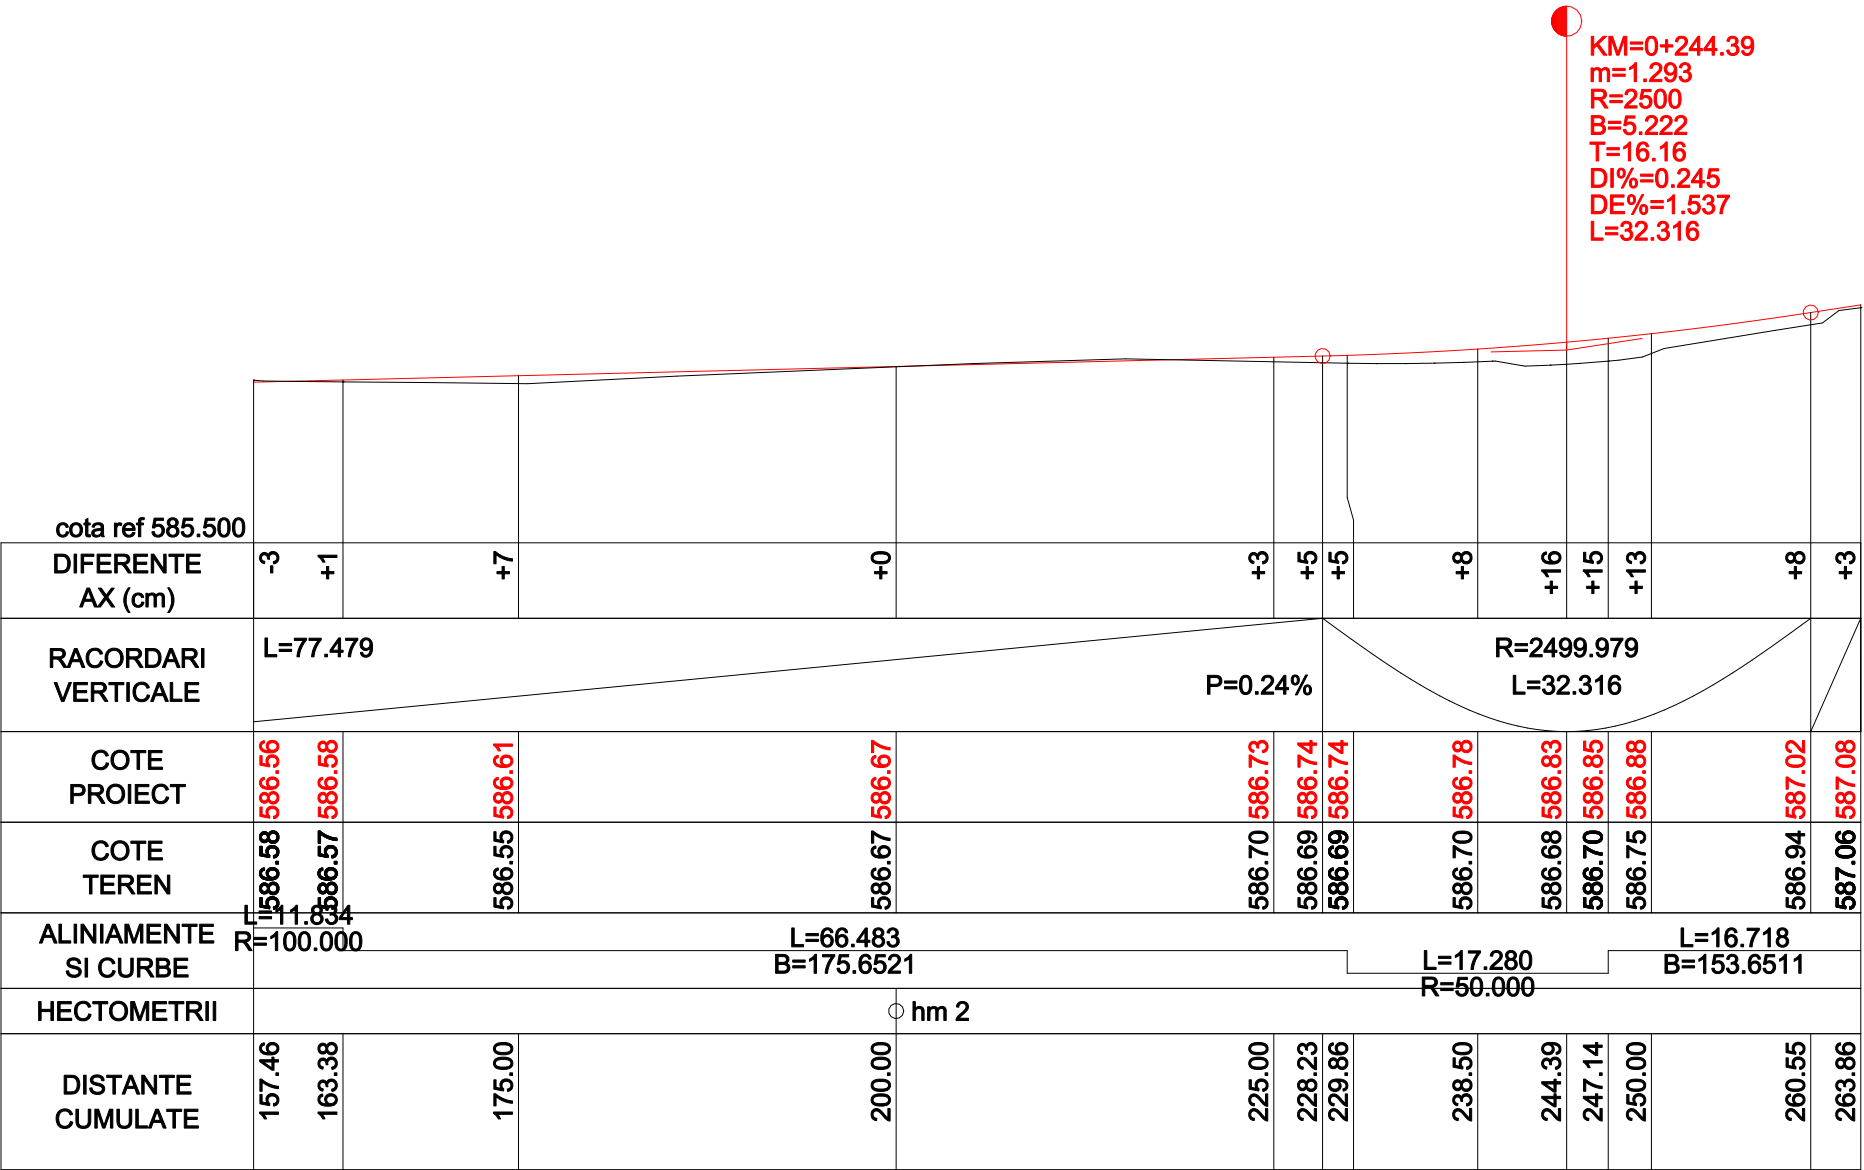 KM=0+244.39
m=1.293
R=2500
B=5.222
T=16.16
DI%=0.245
DE%=1.537
L=32.316
cota ref 585.500
DIFERENTE
AX (cm)
-3 +1 +7 +0 +3 +5 +5 +8 +16 +15 +13 +8 +3
RACORDARI
VERTICALE
L=77.479
P=0.24%
R=2499.979
L=32.316
COTE
PROIECT
586.56 586.58 586.61 586.67 586.73 586.74 586.74 586.78 586.83 586.85 586.88 587.02 587.08
COTE
TEREN
586.58 586.57 586.55 586.67 586.70 586.69 586.69 586.70 586.68 586.70 586.75 586.94 587.06
ALINIAMENTE
SI CURBE
L=11.834
R=100.000
L=66.483
B=175.6521
L=17.280
R=50.000
L=16.718
B=153.6511
HECTOMETRII
hm 2
DISTANTE
CUMULATE
157.46 163.38 175.00 200.00 225.00 228.23 229.86 238.50 244.39 247.14 250.00 260.55 263.86